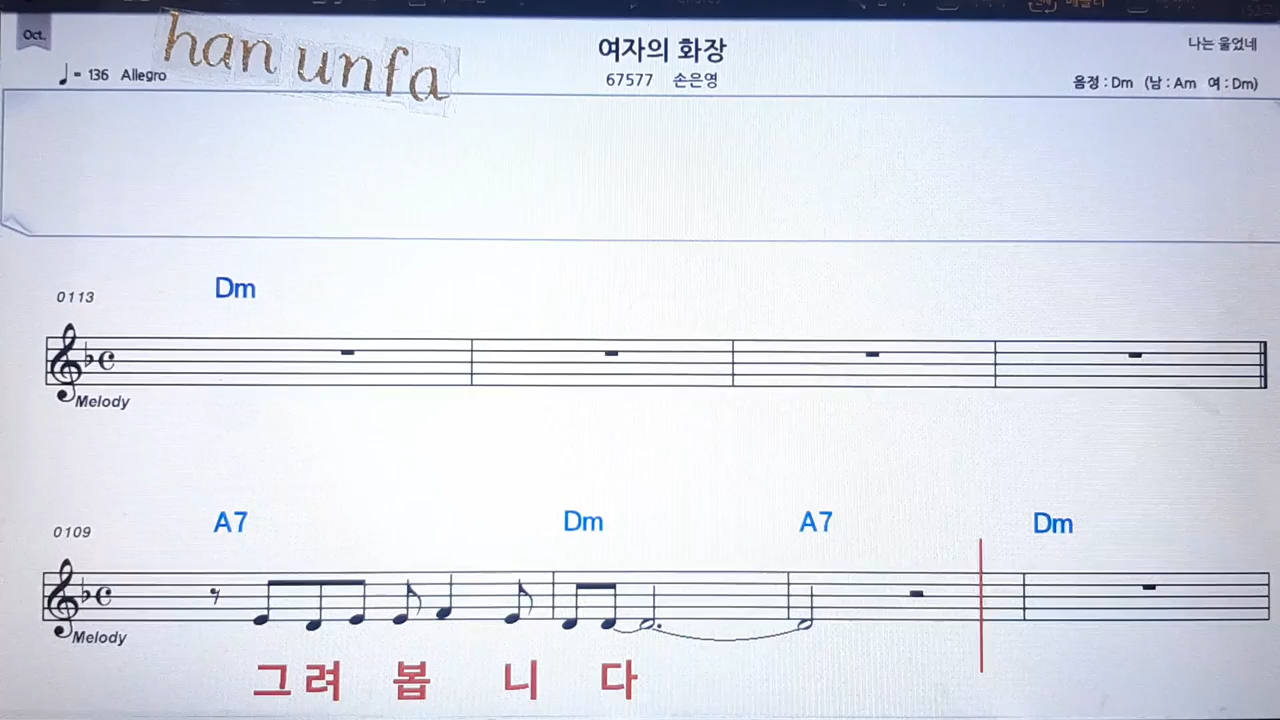 Oct.
han unfa
여자의 화장
나는 울었네
♩= 136 Allegro
67577 손은영
음정 : Dm (남 : Am 여 : Dm)
0113
Dm
Melody
0109
A7 Dm A7 Dm
Melody
그려 봅 니 다